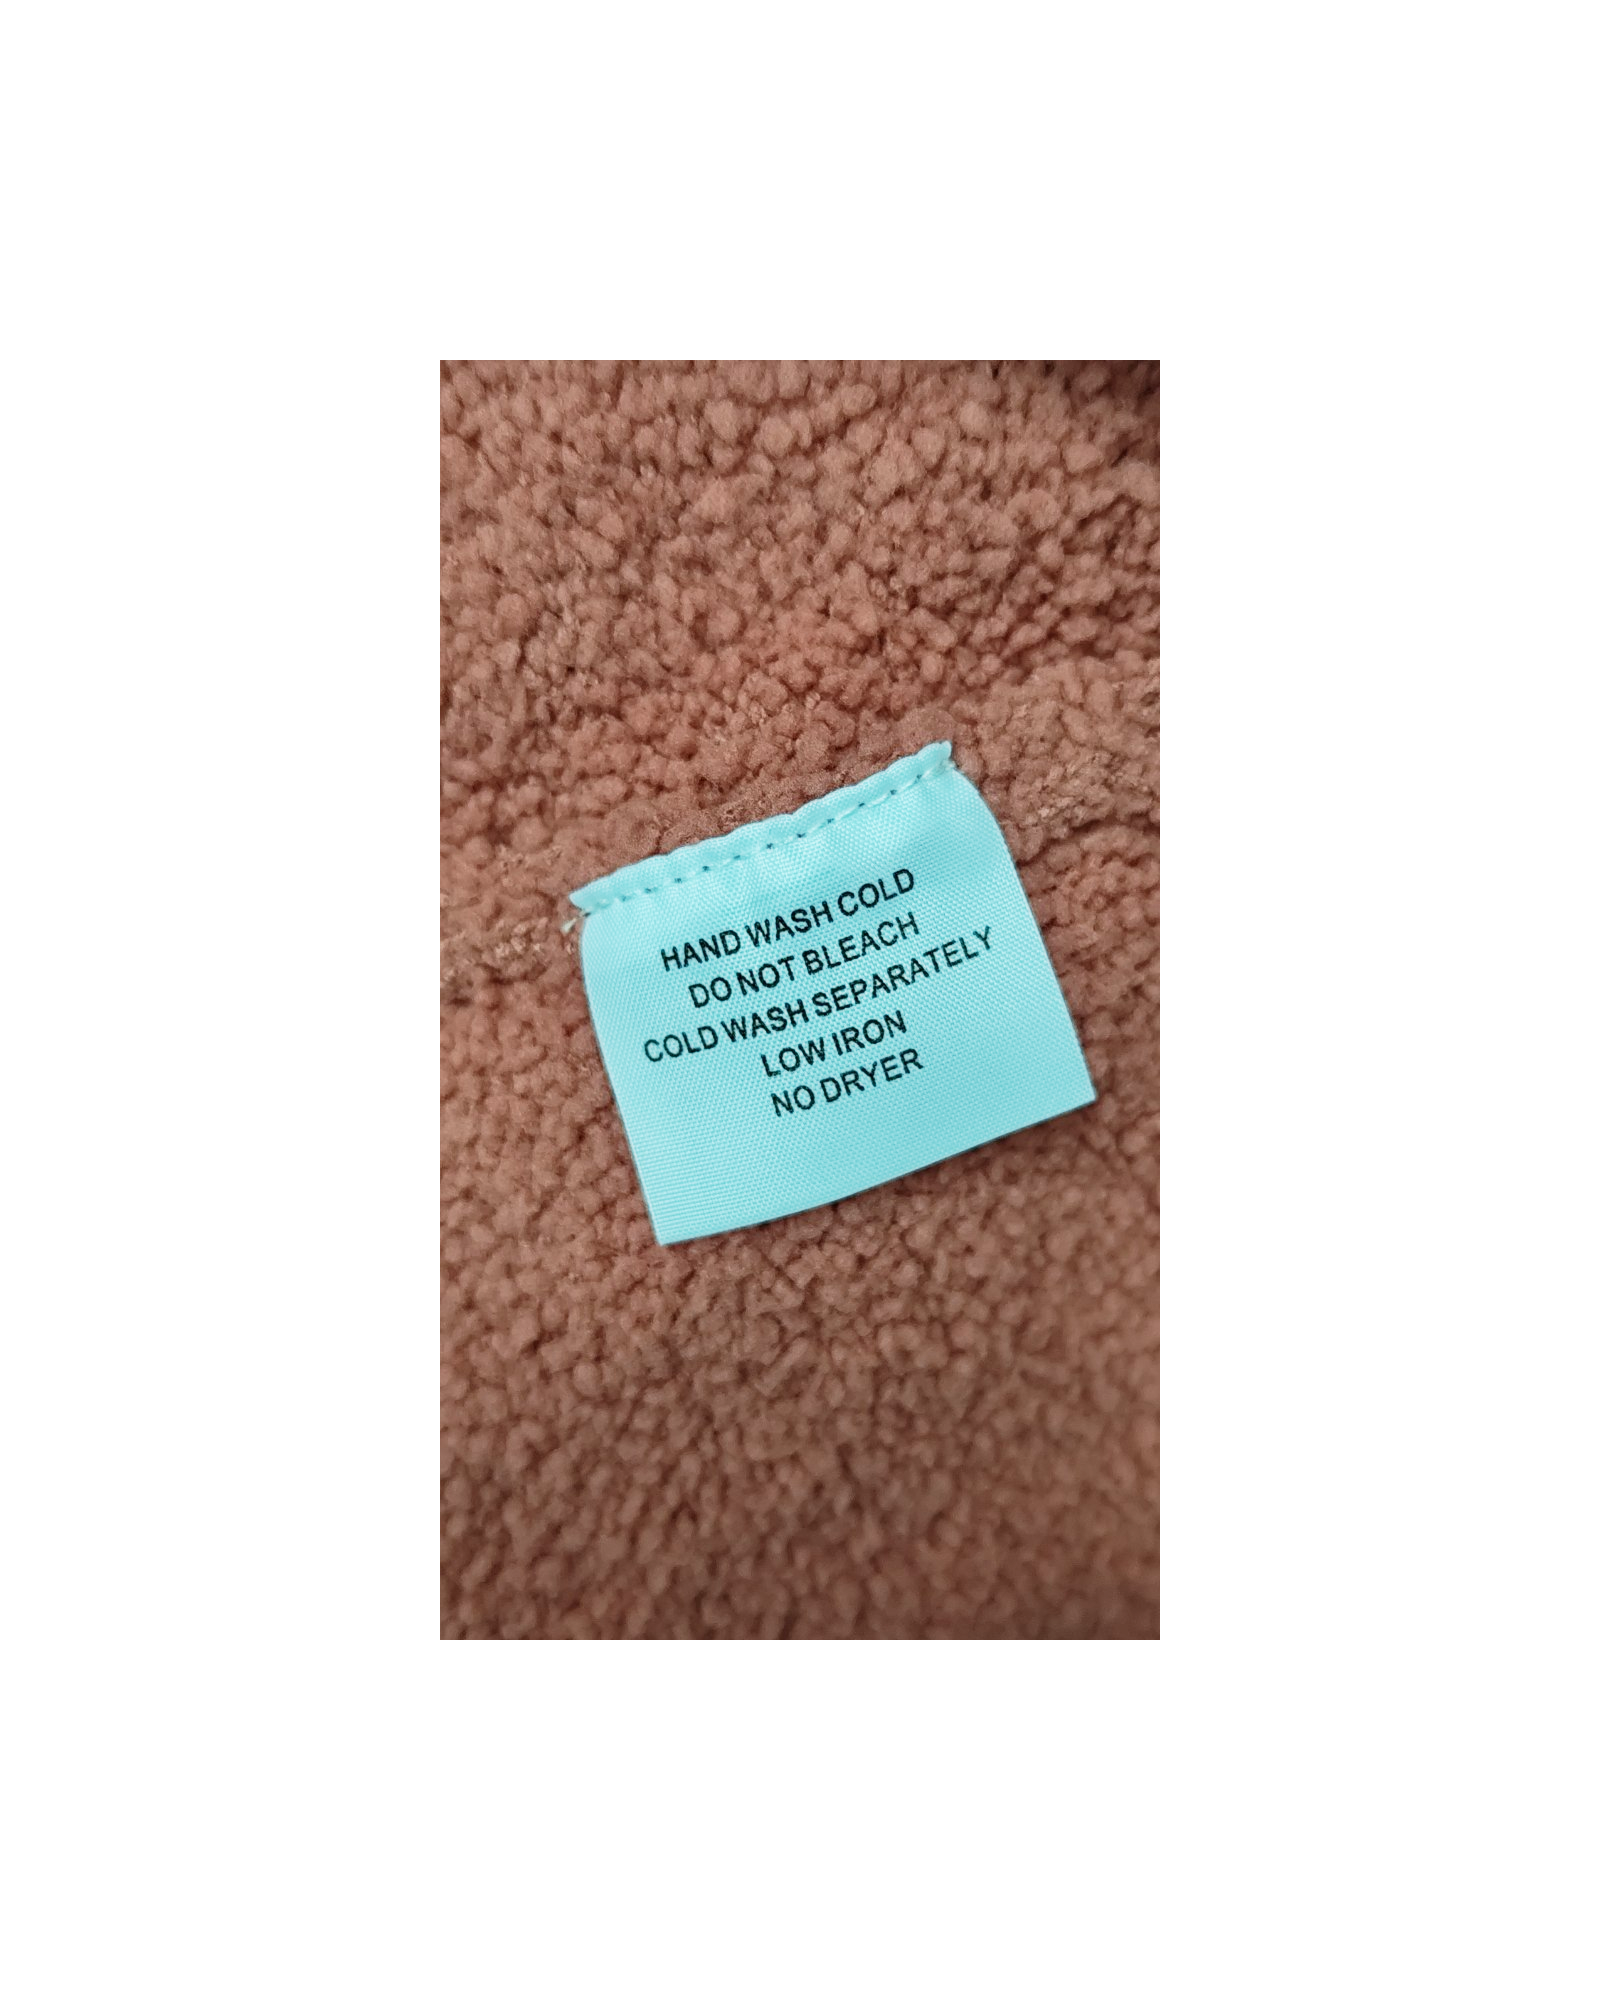 HAND WASH COLD
DO NOT BLEACH
COLD WASH SEPARATELY
LOW IRON
NO DRYER